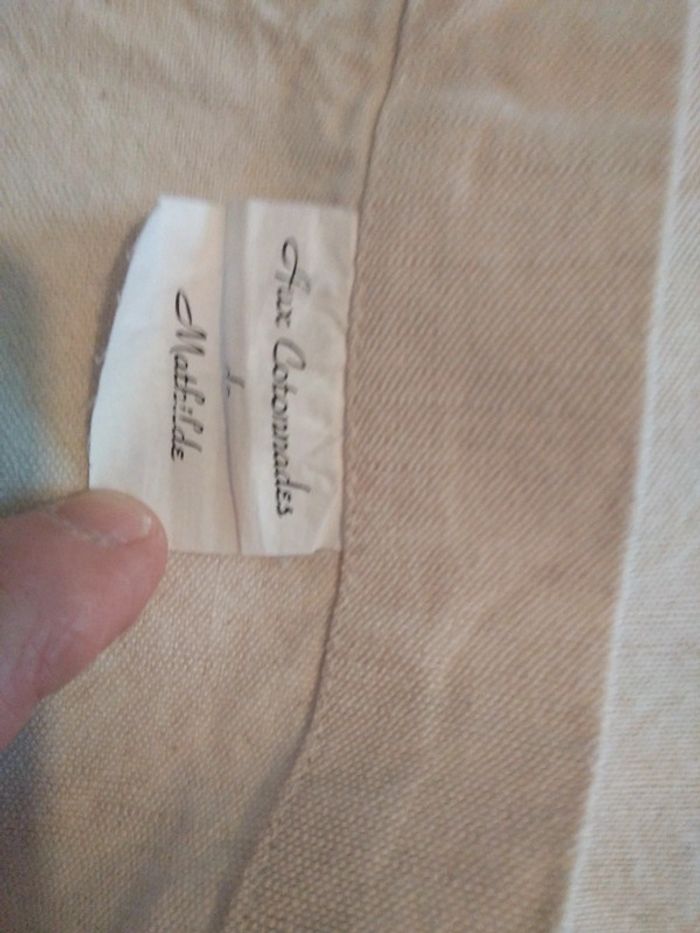 Aux Cotonnades
de
Mathilde